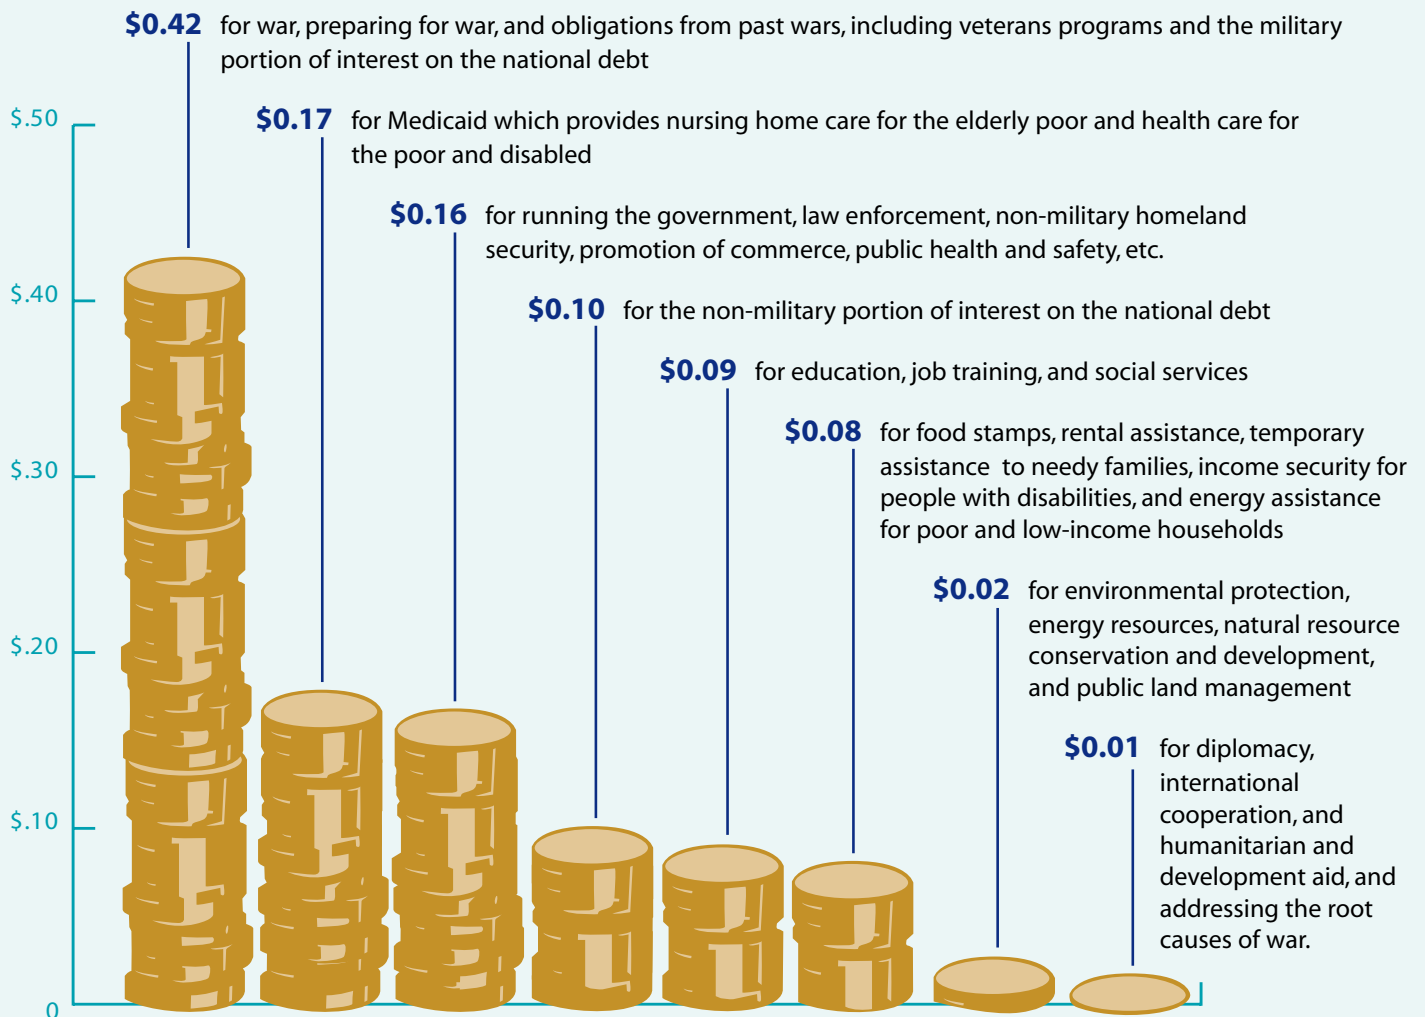 $0.42 for war, preparing for war, and obligations from past wars, including veterans programs and the military
portion of interest on the national debt
$.50
$0.17 for Medicaid which provides nursing home care for the elderly poor and health care for
the poor and disabled
$0.16 for running the government, law enforcement, non-military homeland
security, promotion of commerce, public health and safety, etc.
$.40
$0.10 for the non-military portion of interest on the national debt
$0.09 for education, job training, and social services
$0.08 for food stamps, rental assistance, temporary
assistance to needy families, income security for
people with disabilities, and energy assistance
for poor and low-income households
$.30
$0.02 for environmental protection,
energy resources, natural resource
conservation and development,
and public land management
$.20
$0.01 for diplomacy,
international
cooperation, and
humanitarian and
development aid, and
addressing the root
causes of war.
$.10
0